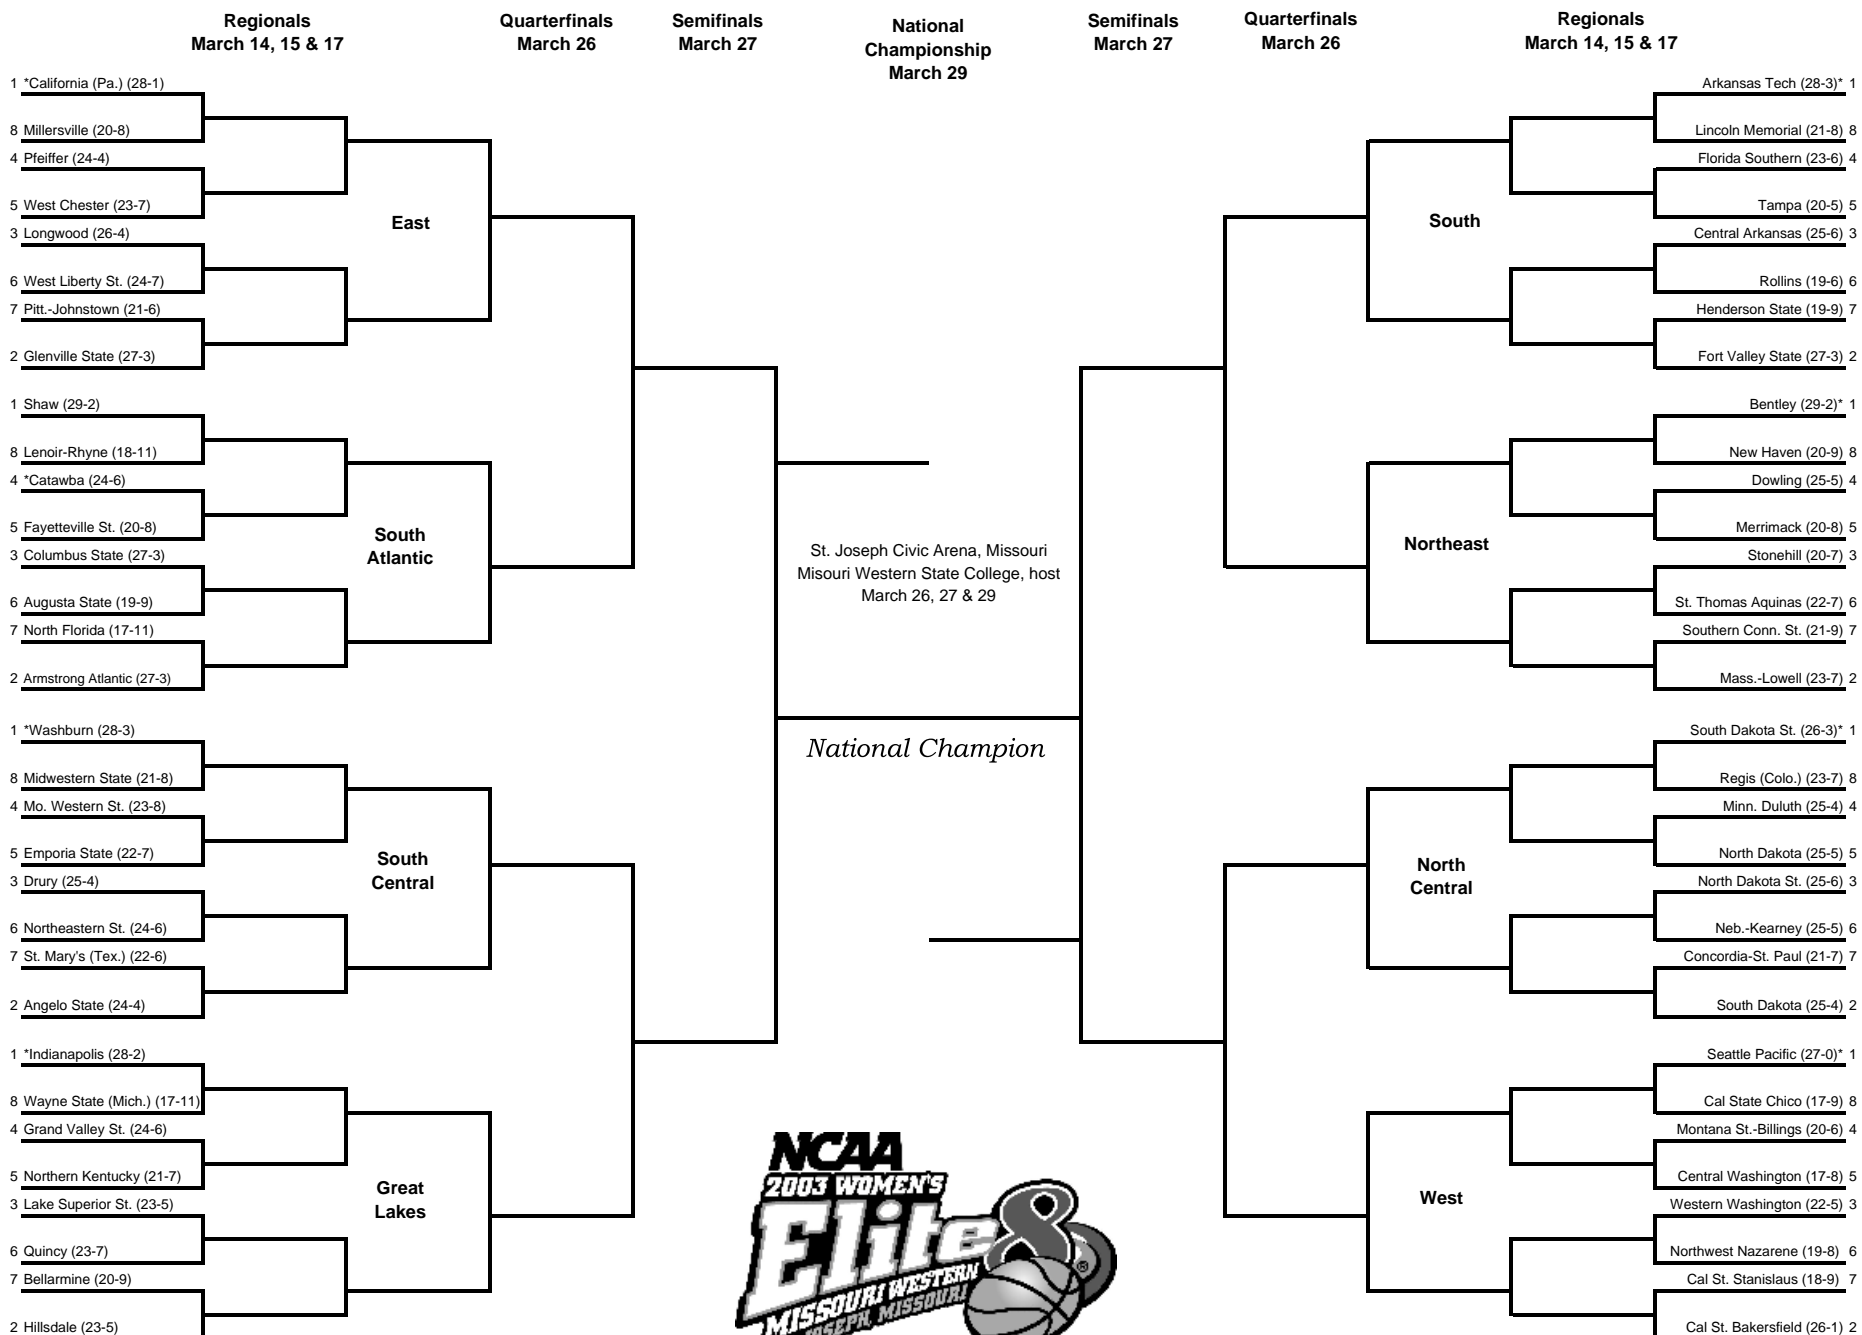 Regionals
March 14, 15 & 17
Quarterfinals
March 26
Semifinals
March 27
National
Championship
March 29
Semifinals
March 27
Quarterfinals
March 26
Regionals
March 14, 15 & 17
1 *California (Pa.) (28-1)
8 Millersville (20-8)
4 Pfeiffer (24-4)
5 West Chester (23-7)
3 Longwood (26-4)
6 West Liberty St. (24-7)
7 Pitt.-Johnstown (21-6)
2 Glenville State (27-3)
East
1 Shaw (29-2)
8 Lenoir-Rhyne (18-11)
4 *Catawba (24-6)
5 Fayetteville St. (20-8)
3 Columbus State (27-3)
6 Augusta State (19-9)
7 North Florida (17-11)
2 Armstrong Atlantic (27-3)
South
Atlantic
1 *Washburn (28-3)
8 Midwestern State (21-8)
4 Mo. Western St. (23-8)
5 Emporia State (22-7)
3 Drury (25-4)
6 Northeastern St. (24-6)
7 St. Mary's (Tex.) (22-6)
2 Angelo State (24-4)
South
Central
1 *Indianapolis (28-2)
8 Wayne State (Mich.) (17-11)
4 Grand Valley St. (24-6)
5 Northern Kentucky (21-7)
3 Lake Superior St. (23-5)
6 Quincy (23-7)
7 Bellarmine (20-9)
2 Hillsdale (23-5)
Great
Lakes
St. Joseph Civic Arena, Missouri
Misouri Western State College, host
March 26, 27 & 29
National Champion
NCAA
2003 WOMEN'S
Elite 8
®
MISSOURI WESTERN
JOSEPH, MISSOURI
Arkansas Tech (28-3)* 1
Lincoln Memorial (21-8) 8
Florida Southern (23-6) 4
Tampa (20-5) 5
Central Arkansas (25-6) 3
Rollins (19-6) 6
Henderson State (19-9) 7
Fort Valley State (27-3) 2
South
Bentley (29-2)* 1
New Haven (20-9) 8
Dowling (25-5) 4
Merrimack (20-8) 5
Stonehill (20-7) 3
St. Thomas Aquinas (22-7) 6
Southern Conn. St. (21-9) 7
Mass.-Lowell (23-7) 2
Northeast
South Dakota St. (26-3)* 1
Regis (Colo.) (23-7) 8
Minn. Duluth (25-4) 4
North Dakota (25-5) 5
North Dakota St. (25-6) 3
Neb.-Kearney (25-5) 6
Concordia-St. Paul (21-7) 7
South Dakota (25-4) 2
North
Central
Seattle Pacific (27-0)* 1
Cal State Chico (17-9) 8
Montana St.-Billings (20-6) 4
Central Washington (17-8) 5
Western Washington (22-5) 3
Northwest Nazarene (19-8) 6
Cal St. Stanislaus (18-9) 7
Cal St. Bakersfield (26-1) 2
West